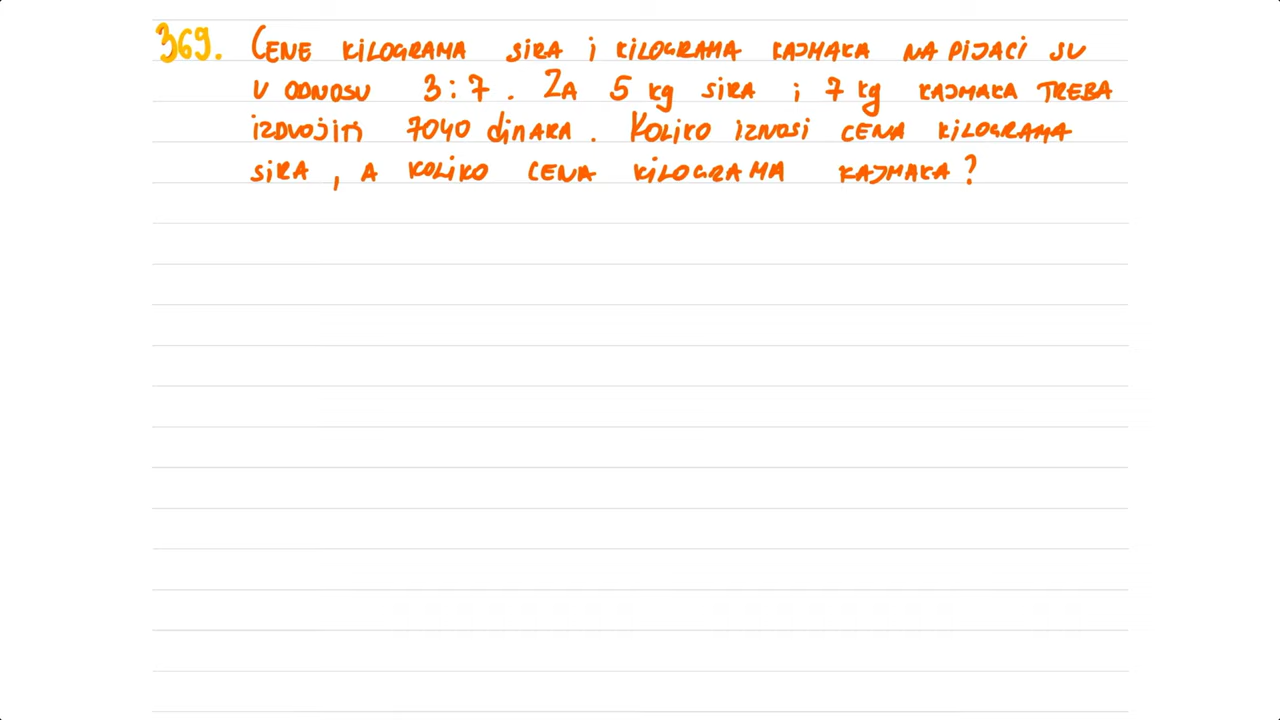 369. Cene kilograma sira i kilograma kajmaka na pijaci su
u odnosu 3:7. Za 5 kg sira i 7 kg kajmaka treba
izdvojiti 7040 dinara. Koliko iznosi cena kilograma
sira, a koliko cena kilograma kajmaka?